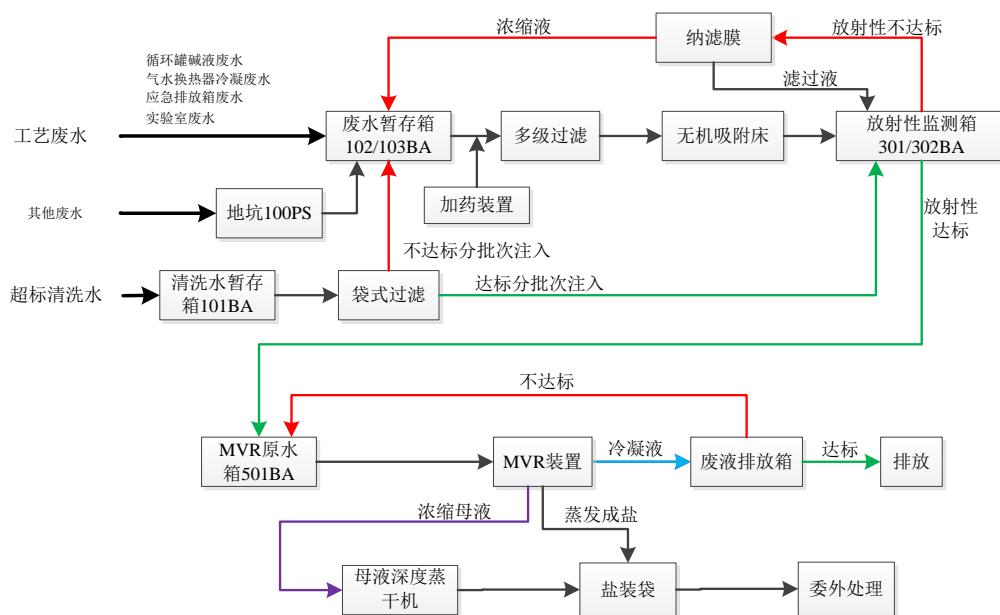 浓缩液
纳滤膜
放射性不达标
循环罐碱液废水
气水换热器冷凝废水
应急排放箱废水
实验室废水
滤过液
工艺废水
废水暂存箱
102/103BA
多级过滤
无机吸附床
放射性监测箱
301/302BA
其他废水
地坑100PS
加药装置
放射性
达标
不达标分批次注入
超标清洗水
清洗水暂存
箱101BA
袋式过滤
达标分批次注入
不达标
MVR原水
箱501BA
MVR装置
冷凝液
废液排放箱
达标
排放
浓缩母液
蒸发成盐
母液深度蒸
干机
盐装袋
委外处理